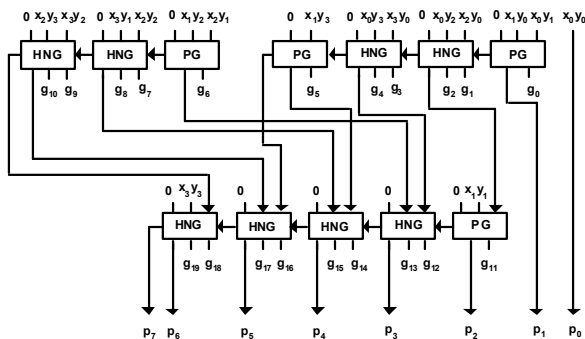 0 x₂y₃ x₃y₂ 0 x₃y₁ x₂y₂ 0 x₁y₂ x₂y₁ 0 x₁y₃ 0 x₀y₃ x₃y₀ 0 x₀y₂ x₂y₀ 0 x₁y₀ x₀y₁ x₀y₀
HNG HNG PG PG HNG HNG PG
g₁₀ g₉ g₈ g₇ g₆ g₅ g₄ g₃ g₂ g₁ g₀
0 x₃y₃ 0 0 0 0 x₁y₁
HNG HNG HNG HNG PG
g₁₉ g₁₈ g₁₇ g₁₆ g₁₅ g₁₄ g₁₃ g₁₂ g₁₁
p₇ p₆ p₅ p₄ p₃ p₂ p₁ p₀